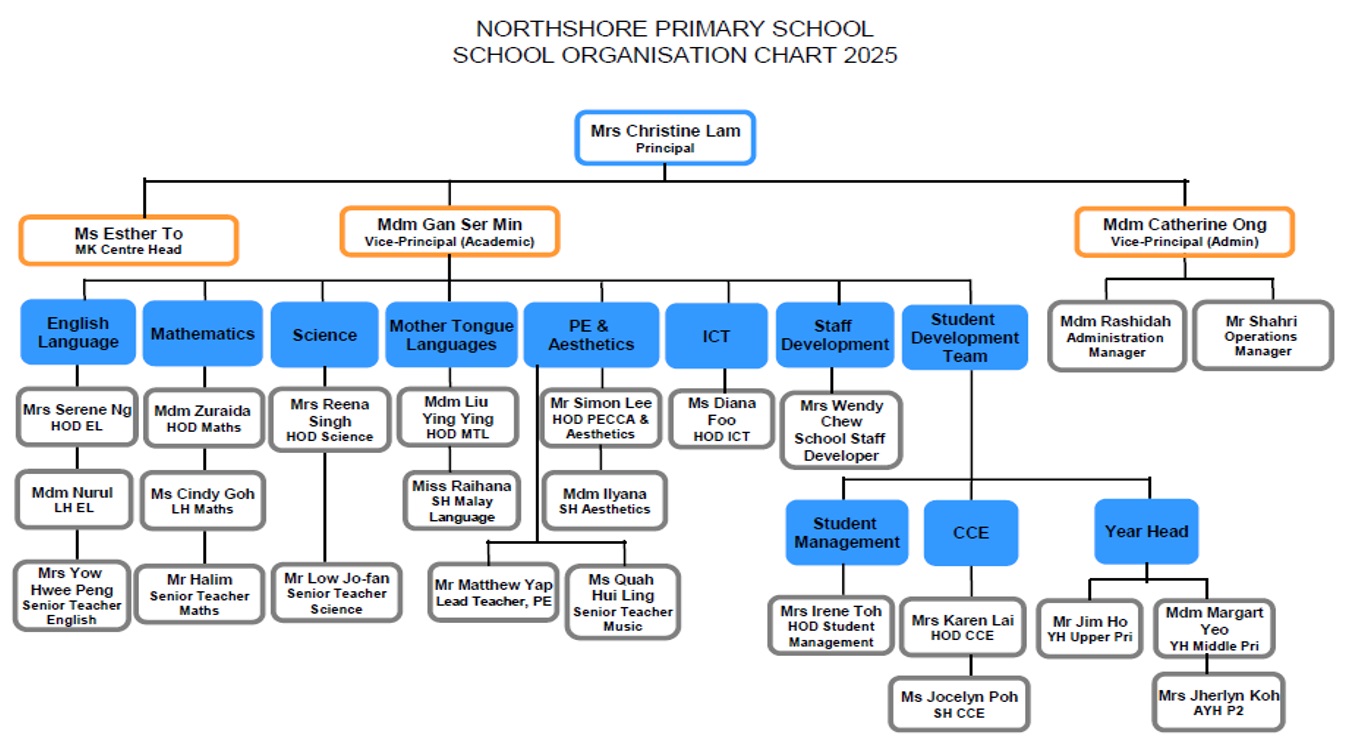 NORTHSHORE PRIMARY SCHOOL
SCHOOL ORGANISATION CHART 2025
Mrs Christine Lam
Principal
Ms Esther To
MK Centre Head
Mdm Gan Ser Min
Vice-Principal (Academic)
Mdm Catherine Ong
Vice-Principal (Admin)
English
Language
Mathematics
Science
Mother Tongue
Languages
PE &
Aesthetics
ICT
Staff
Development
Student
Development
Team
Mdm Rashidah
Administration
Manager
Mr Shahri
Operations
Manager
Mrs Serene Ng
HOD EL
Mdm Zuraida
HOD Maths
Mrs Reena
Singh
HOD Science
Mdm Liu
Ying Ying
HOD MTL
Mr Simon Lee
HOD PECCA &
Aesthetics
Ms Diana
Foo
HOD ICT
Mrs Wendy
Chew
School Staff
Developer
Mdm Nurul
LH EL
Ms Cindy Goh
LH Maths
Miss Raihana
SH Malay
Language
Mdm Ilyana
SH Aesthetics
Student
Management
CCE
Year Head
Mrs Yow
Hwee Peng
Senior Teacher
English
Mr Halim
Senior Teacher
Maths
Mr Low Jo-fan
Senior Teacher
Science
Mr Matthew Yap
Lead Teacher, PE
Ms Quah
Hui Ling
Senior Teacher
Music
Mrs Irene Toh
HOD Student
Management
Mrs Karen Lai
HOD CCE
Mr Jim Ho
YH Upper Pri
Mdm Margart
Yeo
YH Middle Pri
Ms Jocelyn Poh
SH CCE
Mrs Jherlyn Koh
AYH P2